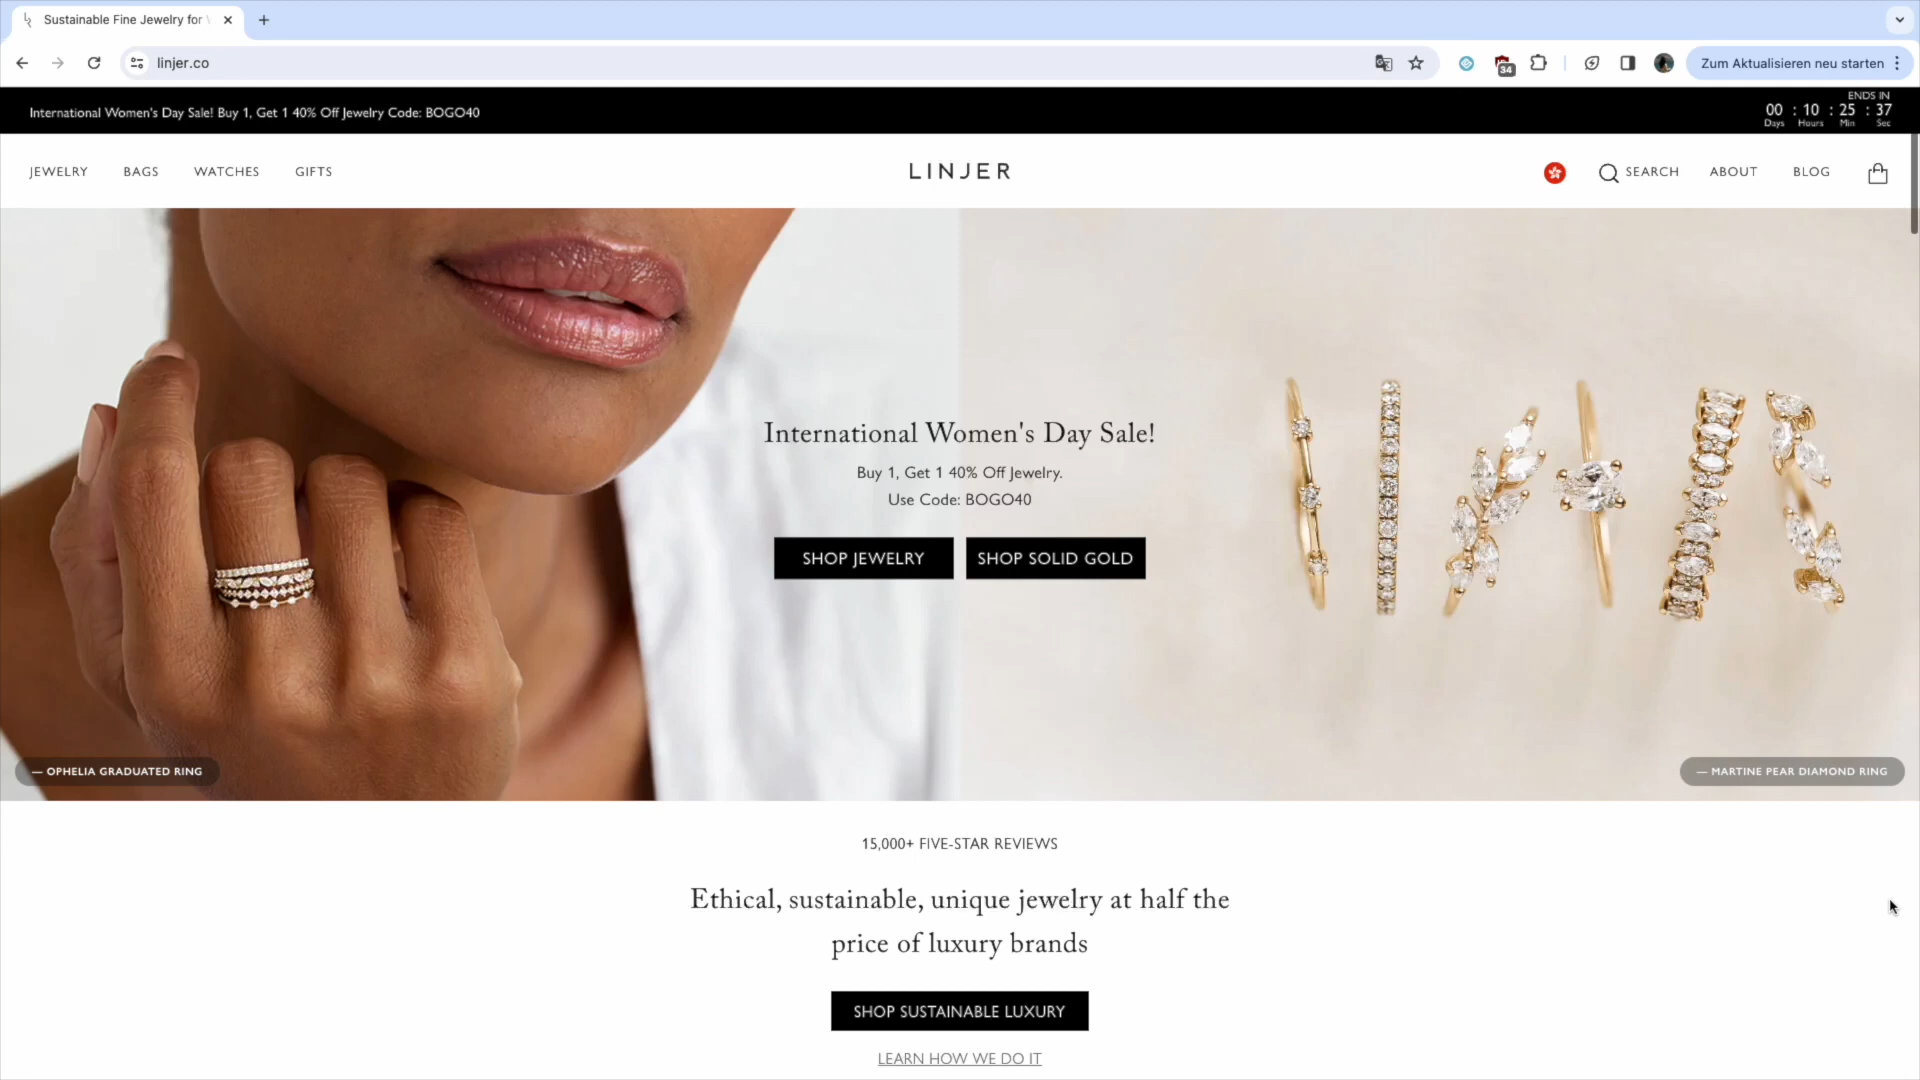 Sustainable Fine Jewelry for
linjer.co
34
Zum Aktualisieren neu starten
International Women's Day Sale! Buy 1, Get 1 40% Off Jewelry Code: BOGO40
ENDS IN
00 : 10 : 25 : 37
Days Hours Min Sec
JEWELRY BAGS WATCHES GIFTS LINJER SEARCH ABOUT BLOG
International Women's Day Sale!
Buy 1, Get 1 40% Off Jewelry.
Use Code: BOGO40
SHOP JEWELRY SHOP SOLID GOLD
— OPHELIA GRADUATED RING — MARTINE PEAR DIAMOND RING
15,000+ FIVE-STAR REVIEWS
Ethical, sustainable, unique jewelry at half the
price of luxury brands
SHOP SUSTAINABLE LUXURY
LEARN HOW WE DO IT